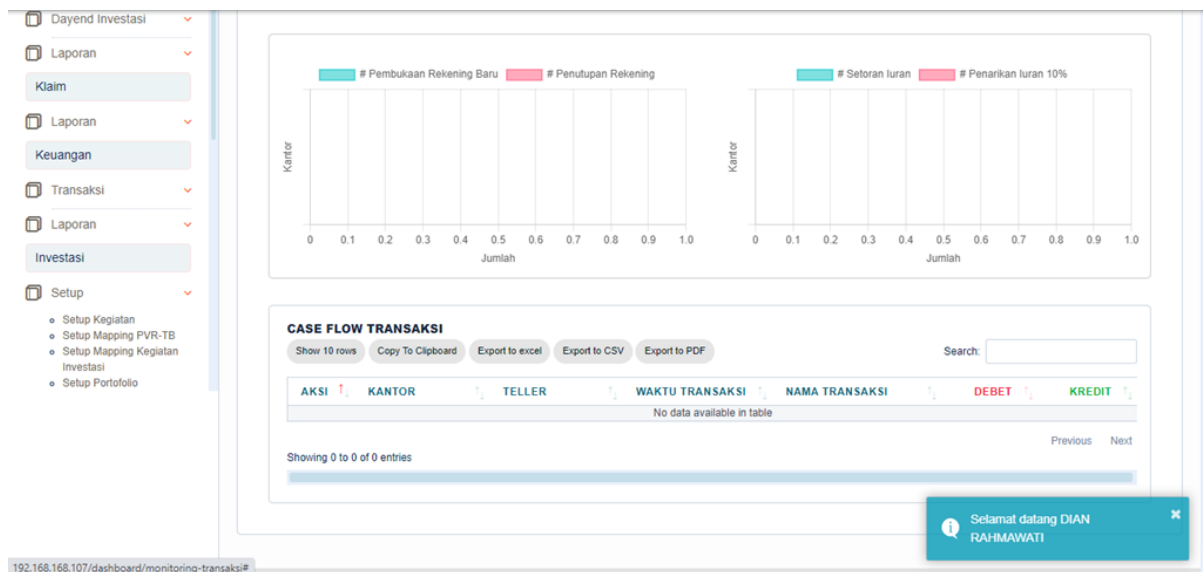 Dayend Investasi
Laporan
Klaim
Laporan
Keuangan
Transaksi
Laporan
Investasi
Setup
Setup Kegiatan
Setup Mapping PVR-TB
Setup Mapping Kegiatan
Investasi
Setup Portofolio
# Pembukaan Rekening Baru # Penutupan Rekening
Kantor
0 0.1 0.2 0.3 0.4 0.5 0.6 0.7 0.8 0.9 1.0
Jumlah
# Setoran Iuran # Penarikan Iuran 10%
Kantor
0 0.1 0.2 0.3 0.4 0.5 0.6 0.7 0.8 0.9 1.0
Jumlah
CASE FLOW TRANSAKSI
Show 10 rows Copy To Clipboard Export to excel Export to CSV Export to PDF Search:
AKSI KANTOR TELLER WAKTU TRANSAKSI NAMA TRANSAKSI DEBET KREDIT
No data available in table
Previous Next
Showing 0 to 0 of 0 entries
Selamat datang DIAN
RAHMAWATI
192.168.168.107/dashboard/monitoring-transaksi#